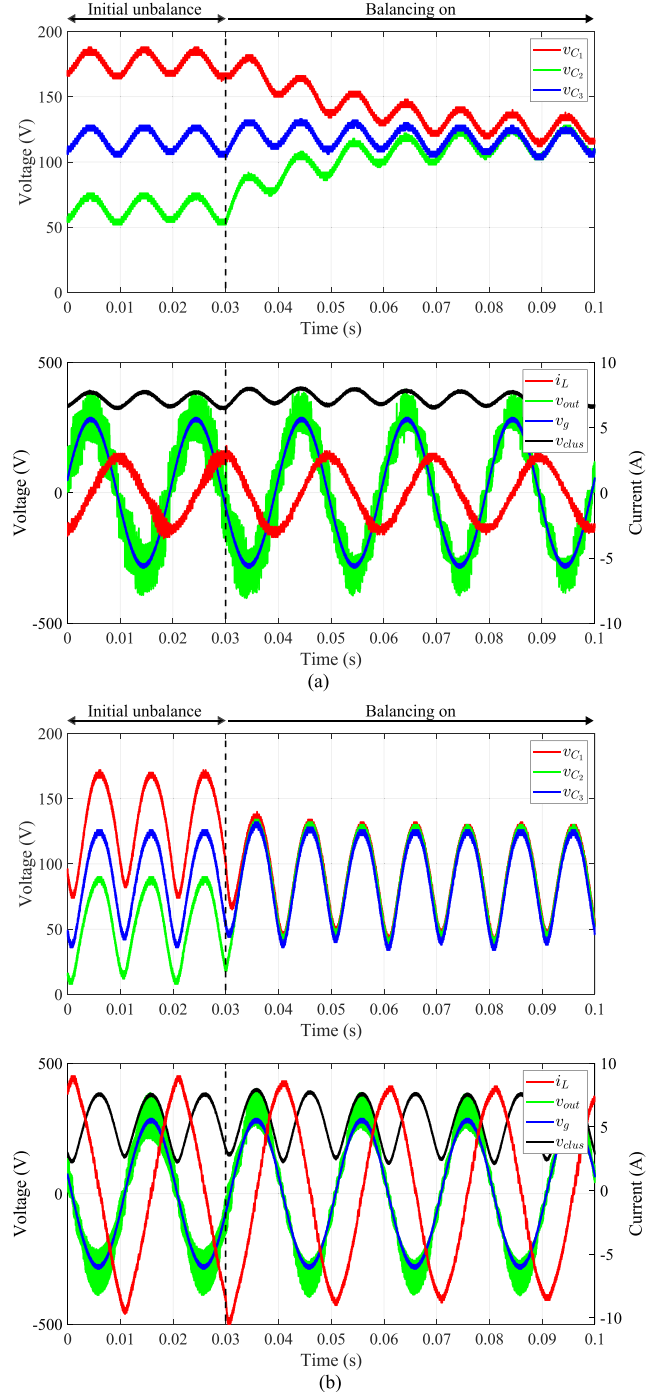 Initial unbalance Balancing on
200
150
100
50
0
Voltage (V)
v_{C_1}
v_{C_2}
v_{C_3}
0 0.01 0.02 0.03 0.04 0.05 0.06 0.07 0.08 0.09 0.1
Time (s)
500
0
-500
Voltage (V)
i_L
v_{out}
v_g
v_{clus}
10
5
0
-5
-10
Current (A)
0 0.01 0.02 0.03 0.04 0.05 0.06 0.07 0.08 0.09 0.1
Time (s)
(a)
Initial unbalance Balancing on
200
150
100
50
0
Voltage (V)
v_{C_1}
v_{C_2}
v_{C_3}
0 0.01 0.02 0.03 0.04 0.05 0.06 0.07 0.08 0.09 0.1
Time (s)
500
0
-500
Voltage (V)
i_L
v_{out}
v_g
v_{clus}
10
5
0
-5
-10
Current (A)
0 0.01 0.02 0.03 0.04 0.05 0.06 0.07 0.08 0.09 0.1
Time (s)
(b)